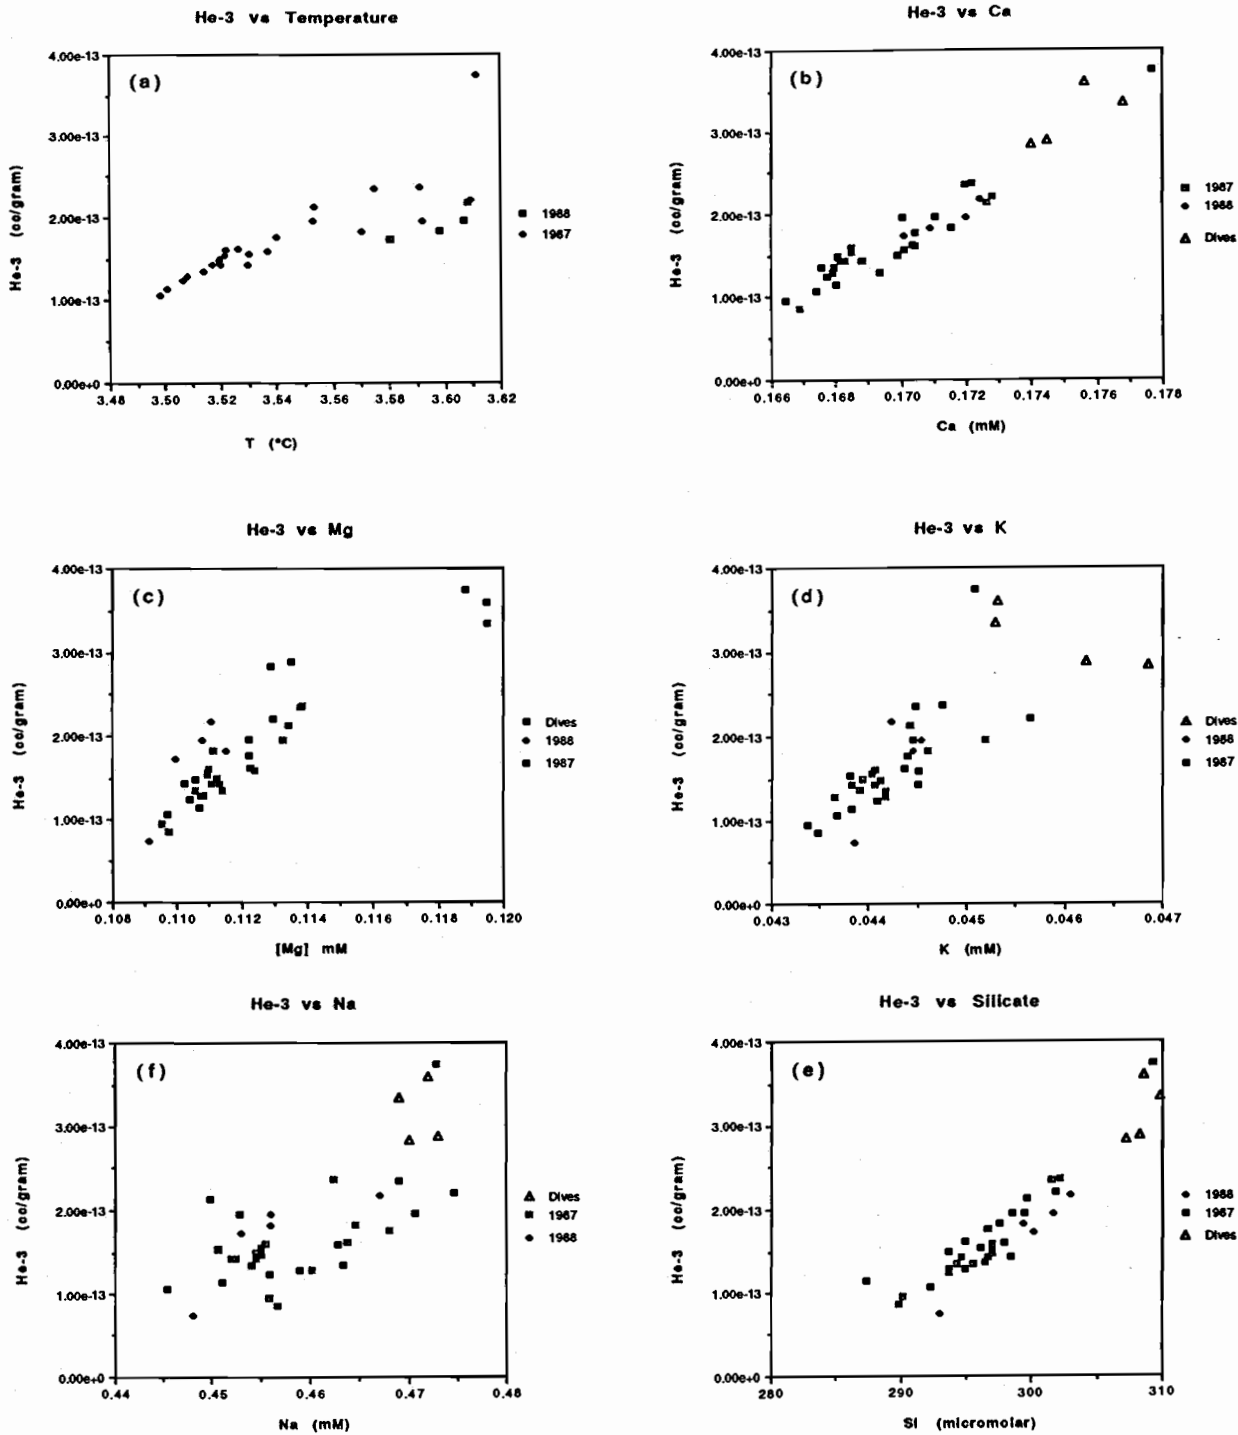 He-3 vs Temperature
(a)
4.00e-13
3.00e-13
2.00e-13
1.00e-13
0.00e+0
He-3 (cc/gram)
3.48 3.50 3.52 3.54 3.56 3.58 3.60 3.62
T (°C)
1988
1987
He-3 vs Ca
(b)
4.00e-13
3.00e-13
2.00e-13
1.00e-13
0.00e+0
He-3 (cc/gram)
0.166 0.168 0.170 0.172 0.174 0.176 0.178
Ca (mM)
1987
1988
Dives
He-3 vs Mg
(c)
4.00e-13
3.00e-13
2.00e-13
1.00e-13
0.00e+0
He-3 (cc/gram)
0.108 0.110 0.112 0.114 0.116 0.118 0.120
[Mg] mM
Dives
1988
1987
He-3 vs K
(d)
4.00e-13
3.00e-13
2.00e-13
1.00e-13
0.00e+0
He-3 (cc/gram)
0.043 0.044 0.045 0.046 0.047
K (mM)
Dives
1988
1987
He-3 vs Na
(f)
4.00e-13
3.00e-13
2.00e-13
1.00e-13
0.00e+0
He-3 (cc/gram)
0.44 0.45 0.46 0.47 0.48
Na (mM)
Dives
1987
1988
He-3 vs Silicate
(e)
4.00e-13
3.00e-13
2.00e-13
1.00e-13
0.00e+0
He-3 (cc/gram)
280 290 300 310
Si (micromolar)
1988
1987
Dives